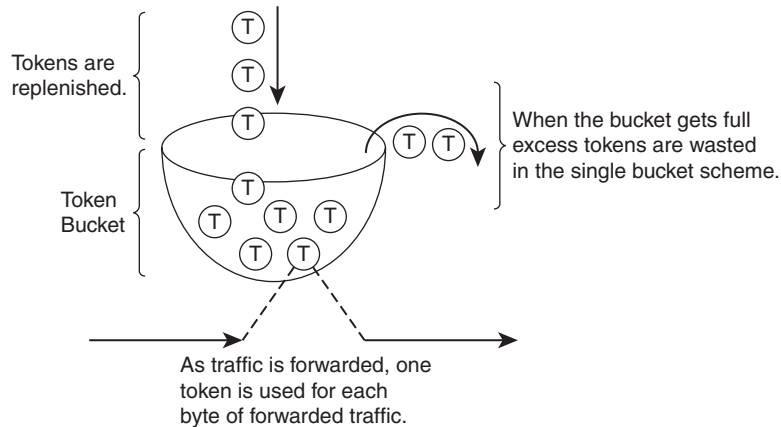 T
Tokens are
replenished.
T
T
T
T
When the bucket gets full
excess tokens are wasted
in the single bucket scheme.
Token
Bucket
T
T
T
T
T
T
As traffic is forwarded, one
token is used for each
byte of forwarded traffic.